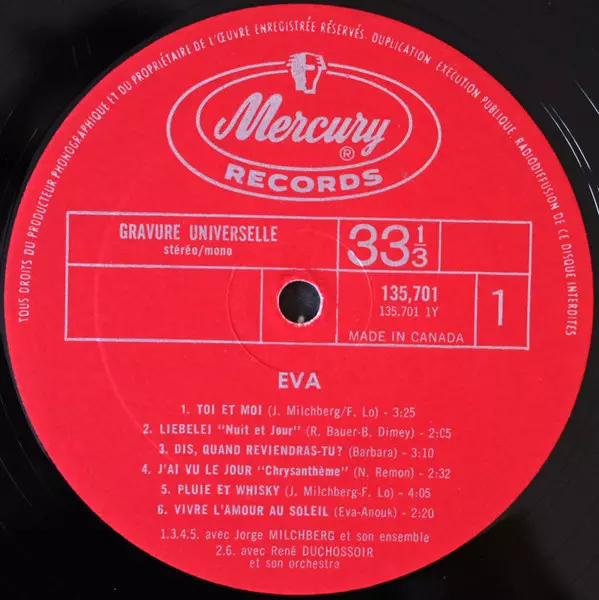 TOUS DROITS DU PRODUCTEUR PHONOGRAPHIQUE ET DU PROPRIÉTAIRE DE L'ŒUVRE ENREGISTRÉE RÉSERVÉS. DUPLICATION, EXÉCUTION PUBLIQUE, RADIODIFFUSION DE CE DISQUE INTERDITES
Mercury ®
RECORDS
GRAVURE UNIVERSELLE
stéréo/mono
33 1/3
135,701
135.701 1Y
1
MADE IN CANADA
EVA
1. TOI ET MOI (J. Milchberg/F. Lo) - 3:25
2. LIEBELEI "Nuit et Jour" (R. Bauer-B. Dimey) - 2:05
3. DIS, QUAND REVIENDRAS-TU? (Barbara) - 3:10
4. J'AI VU LE JOUR "Chrysanthème" (N. Remon) - 2:32
5. PLUIE ET WHISKY (J. Milchberg-F. Lo) - 4:05
6. VIVRE L'AMOUR AU SOLEIL (Eva-Anouk) - 2:20
1.3.4.5. avec Jorge MILCHBERG et son ensemble
2.6. avec René DUCHOSSOIR
et son orchestre